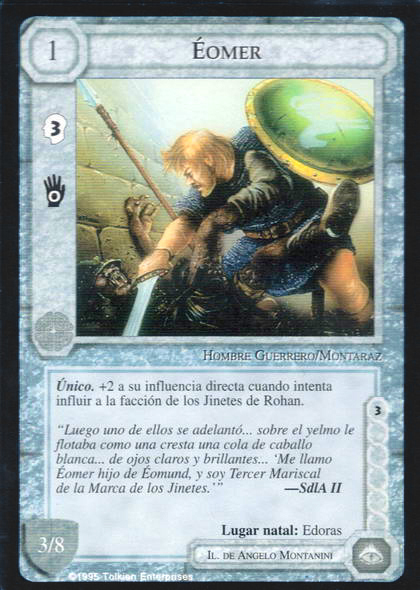 1
ÉOMER
3
0
HOMBRE GUERRERO/MONTARAZ
Único. +2 a su influencia directa cuando intenta
influir a la facción de los Jinetes de Rohan.
3
“Luego uno de ellos se adelantó... sobre el yelmo le
flotaba como una cresta una cola de caballo
blanca... de ojos claros y brillantes... ‘Me llamo
Éomer hijo de Éomund, y soy Tercer Mariscal
de la Marca de los Jinetes.’”
—SdlA II
Lugar natal: Edoras
3/8
IL. DE ANGELO MONTANINI
©1995 Tolkien Enterprises